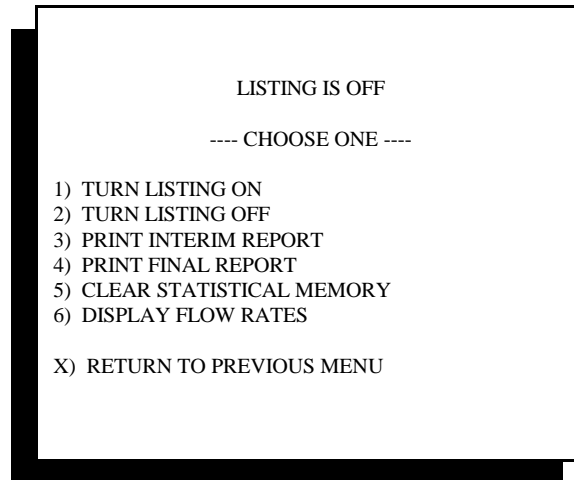 LISTING IS OFF
---- CHOOSE ONE ----
1) TURN LISTING ON
2) TURN LISTING OFF
3) PRINT INTERIM REPORT
4) PRINT FINAL REPORT
5) CLEAR STATISTICAL MEMORY
6) DISPLAY FLOW RATES
X) RETURN TO PREVIOUS MENU